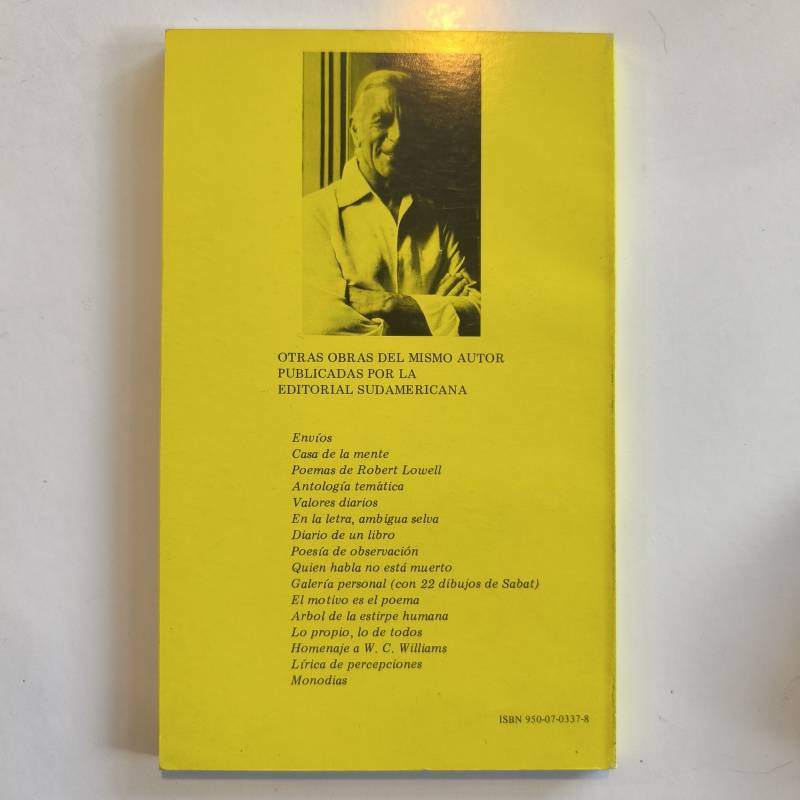 OTRAS OBRAS DEL MISMO AUTOR
PUBLICADAS POR LA
EDITORIAL SUDAMERICANA
Envíos
Casa de la mente
Poemas de Robert Lowell
Antología temática
Valores diarios
En la letra, ambigua selva
Diario de un libro
Poesía de observación
Quien habla no está muerto
Galería personal (con 22 dibujos de Sabat)
El motivo es el poema
Arbol de la estirpe humana
Lo propio, lo de todos
Homenaje a W. C. Williams
Lírica de percepciones
Monodias
ISBN 950-07-0337-8